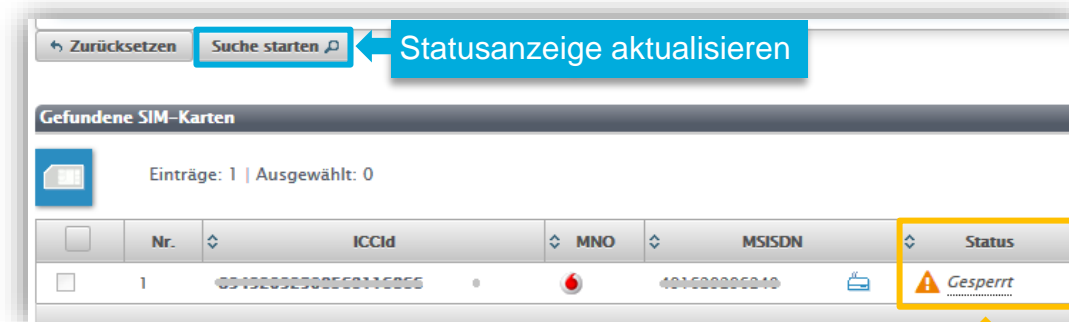 Zurücksetzen Suche starten Statusanzeige aktualisieren
Gefundene SIM-Karten
Einträge: 1 | Ausgewählt: 0
Nr. ICCId MNO MSISDN Status
1 Gesperrt